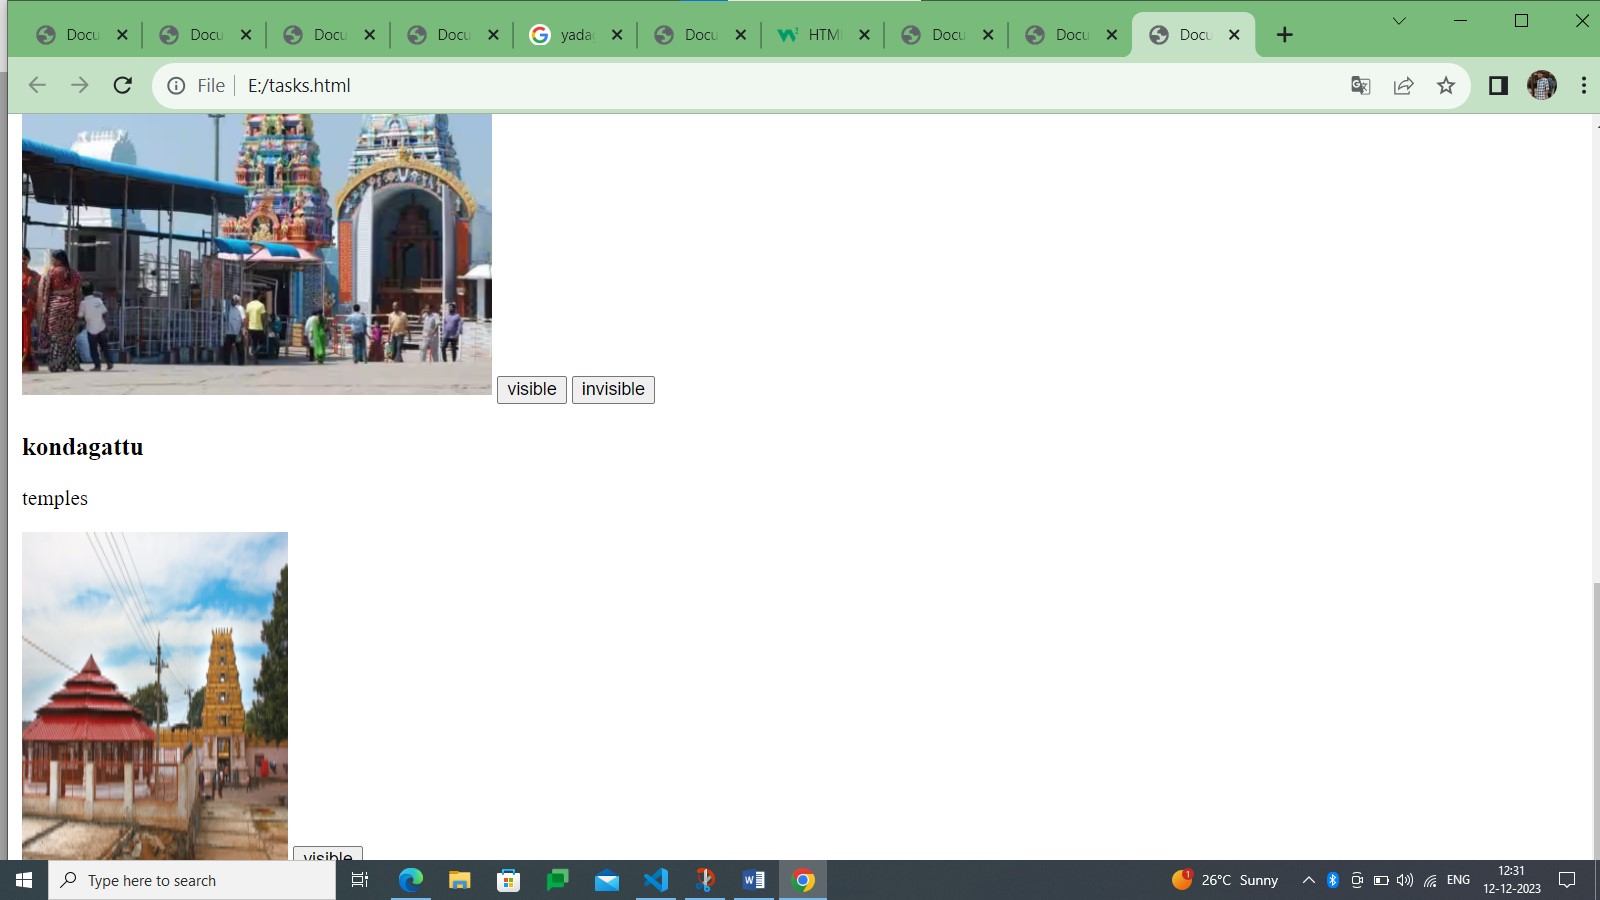 Docu Docu Docu Docu yada Docu HTM Docu Docu Docu
File E:/tasks.html
visible invisible
kondagattu
temples
visible
Type here to search
1
26°C Sunny
ENG
12:31
12-12-2023